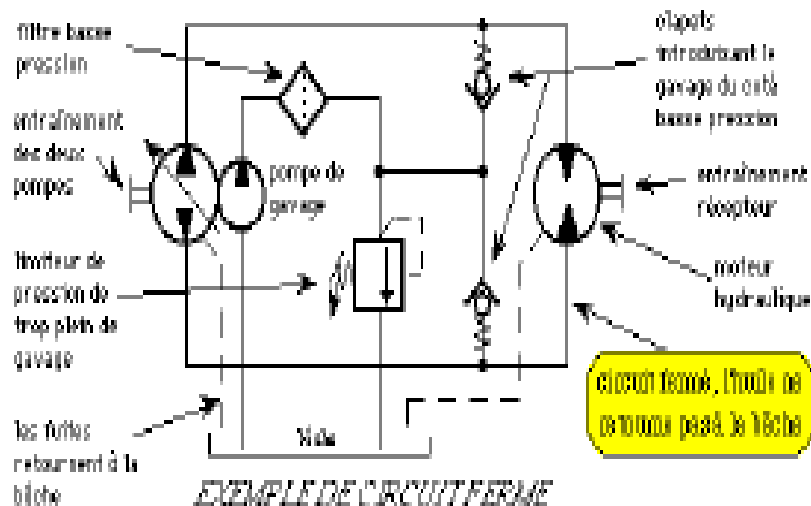 filtre basse
pression
entraînement
des deux
pompes
pompe de
gavage
limiteur de
pression de
trop plein de
gavage
les fuites
retournent à la
bâche
bâche
clapets
introduisant le
gavage du coté
basse pression
entraînement
récepteur
moteur
hydraulique
circuit fermé, l'huile ne
retourne pas à la bâche
EXEMPLE DE CIRCUIT FERME